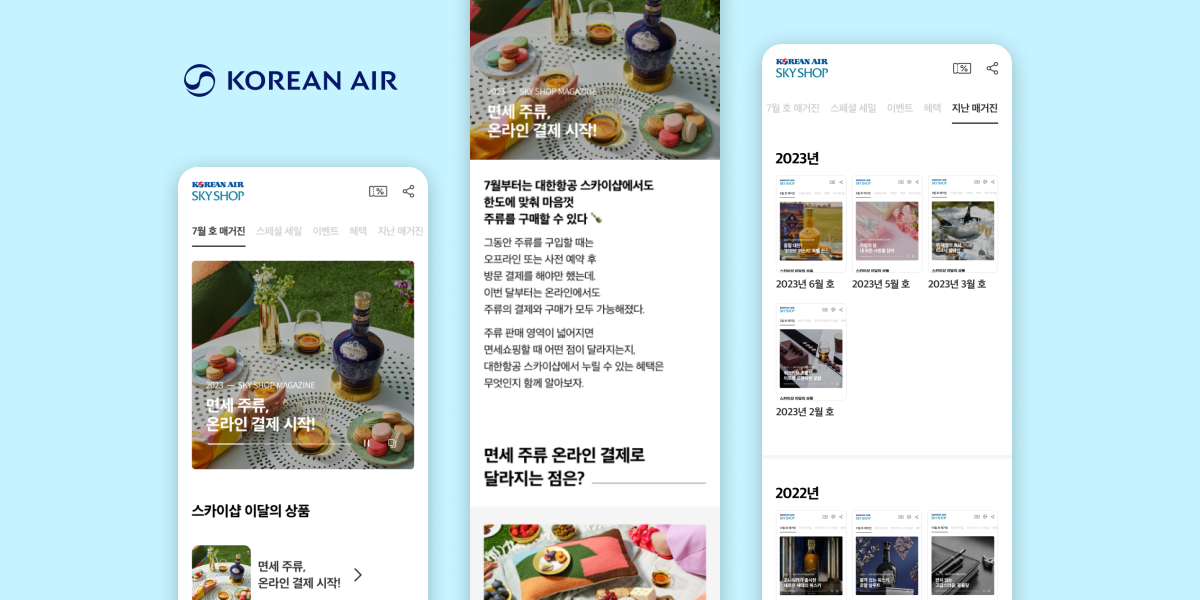 KOREAN AIR
KOREAN AIR
SKY SHOP
%
7월 호 매거진 스페셜 세일 이벤트 혜택 지난 매거진
2023 — SKY SHOP MAGAZINE
면세 주류,
온라인 결제 시작!
스카이샵 이달의 상품
면세 주류,
온라인 결제 시작!
2023 — SKY SHOP MAGAZINE
면세 주류,
온라인 결제 시작!
7월부터는 대한항공 스카이샵에서도
한도에 맞춰 마음껏
주류를 구매할 수 있다
그동안 주류를 구입할 때는
오프라인 또는 사전 예약 후
방문 결제를 해야만 했는데,
이번 달부터는 온라인에서도
주류의 결제와 구매가 모두 가능해졌다.
주류 판매 영역이 넓어지면
면세쇼핑할 때 어떤 점이 달라지는지,
대한항공 스카이샵에서 누릴 수 있는 혜택은
무엇인지 함께 알아보자.
면세 주류 온라인 결제로
달라지는 점은?
KOREAN AIR
SKY SHOP
%
7월 호 매거진 스페셜 세일 이벤트 혜택 지난 매거진
2023년
2023년 6월 호 2023년 5월 호 2023년 3월 호
스카이샵 이달의 상품
2023년 2월 호
2022년